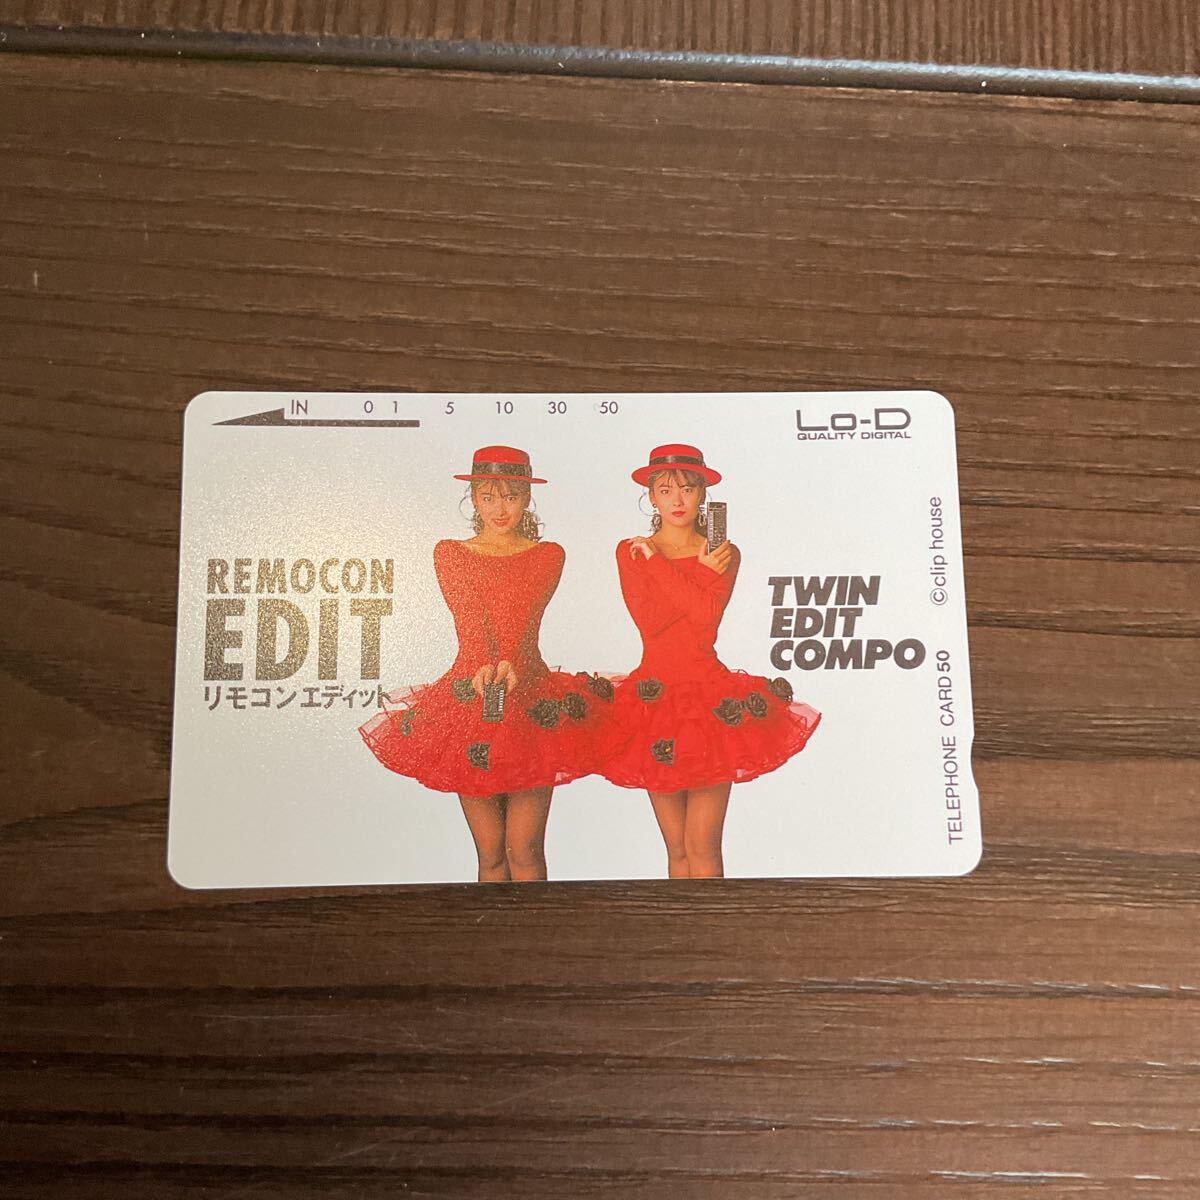 IN 0 1 5 10 30 50
Lo-D
QUALITY DIGITAL
REMOCON
EDIT
リモコンエディット
TWIN
EDIT
COMPO
©clip house
TELEPHONE CARD 50